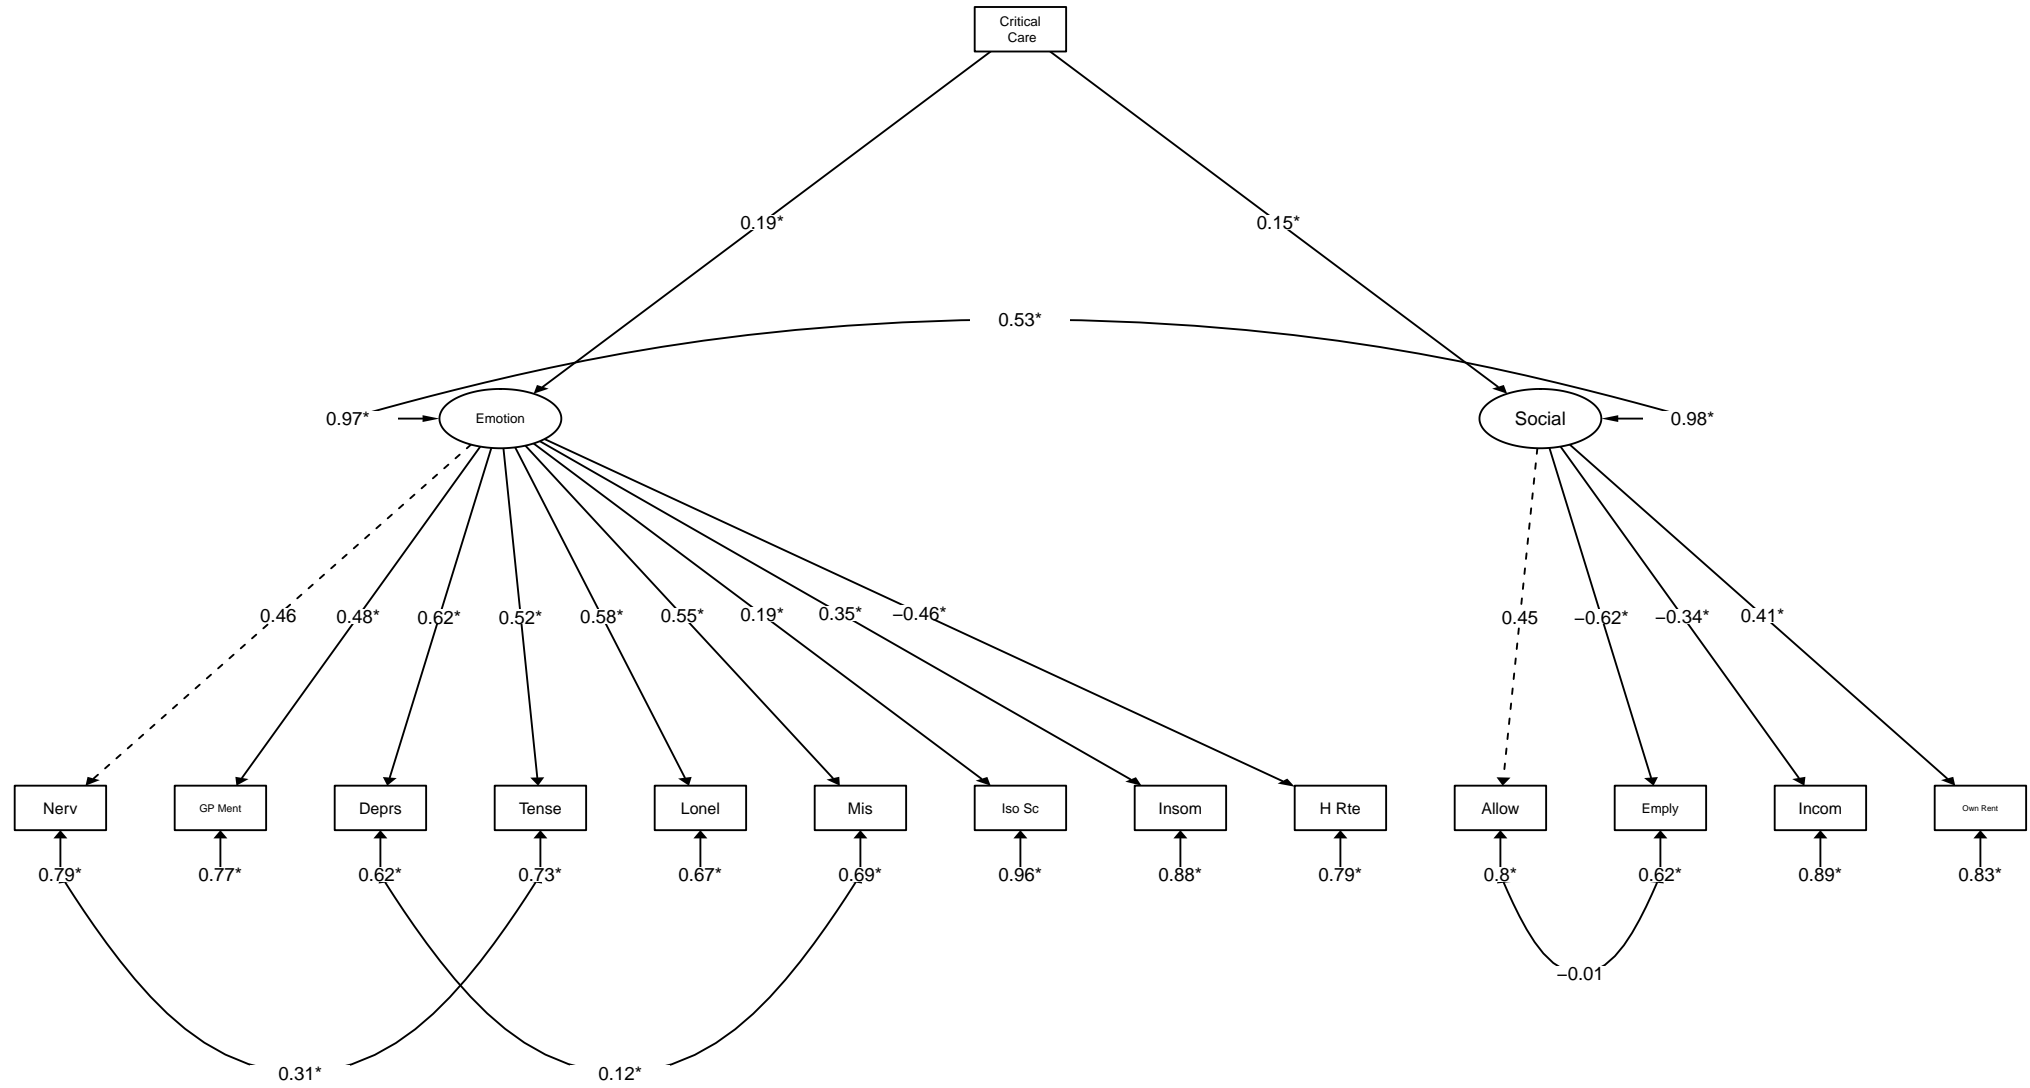 Critical
Care
0.19*
0.15*
0.53*
0.97*
Emotion
Social
0.98*
0.46
0.48*
0.62*
0.52*
0.58*
0.55*
0.19*
0.35*
−0.46*
0.45
−0.62*
−0.34*
0.41*
Nerv
GP Ment
Deprs
Tense
Lonel
Mis
Iso Sc
Insom
H Rte
Allow
Emply
Incom
Own Rent
0.79*
0.77*
0.62*
0.73*
0.67*
0.69*
0.96*
0.88*
0.79*
0.8*
0.62*
0.89*
0.83*
−0.01
0.31*
0.12*